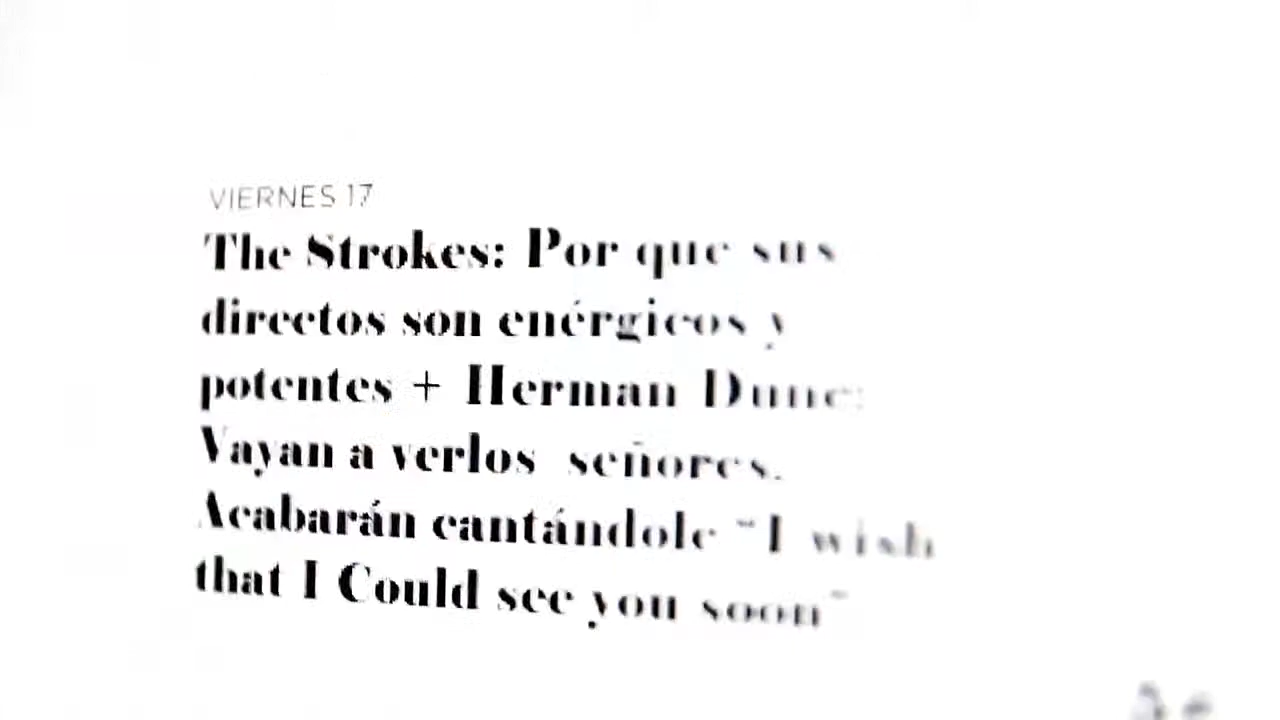 VIERNES 17
The Strokes: Por que sus
directos son enérgicos y
potentes + Herman Dune:
Vayan a verlos señores.
Acabarán cantándole "I wish
that I Could see you soon"